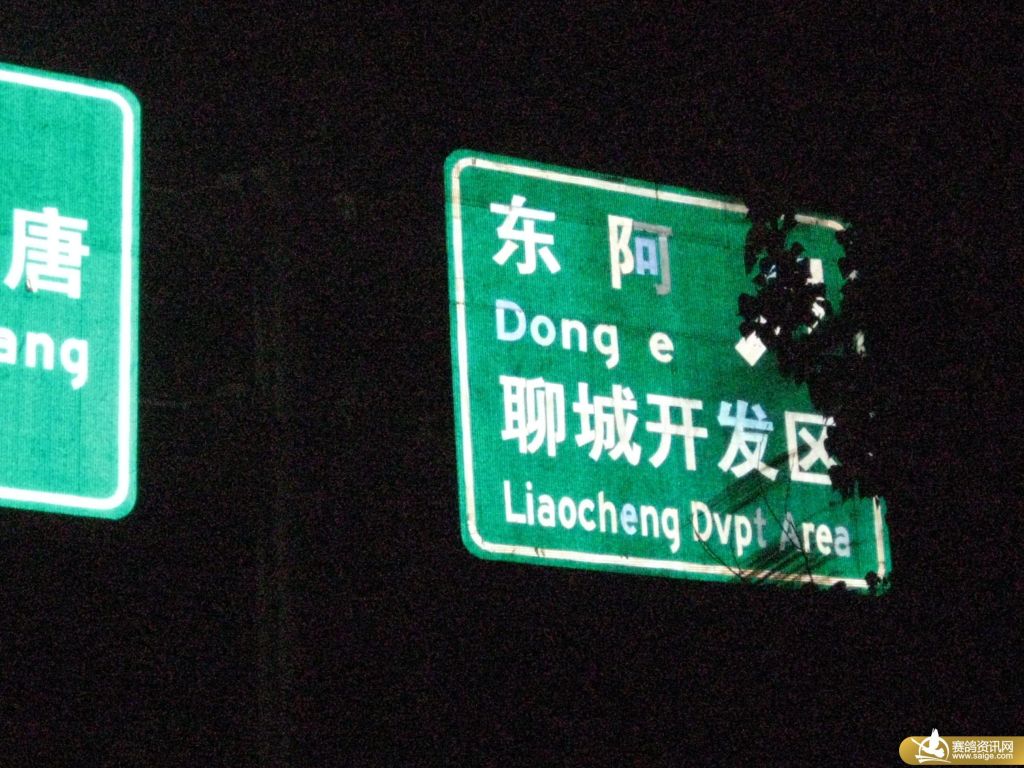 唐
ang
东 阿
Dong e
聊城开发区
Liaocheng Dvpt Area
赛鸽资讯网
www.saige.com